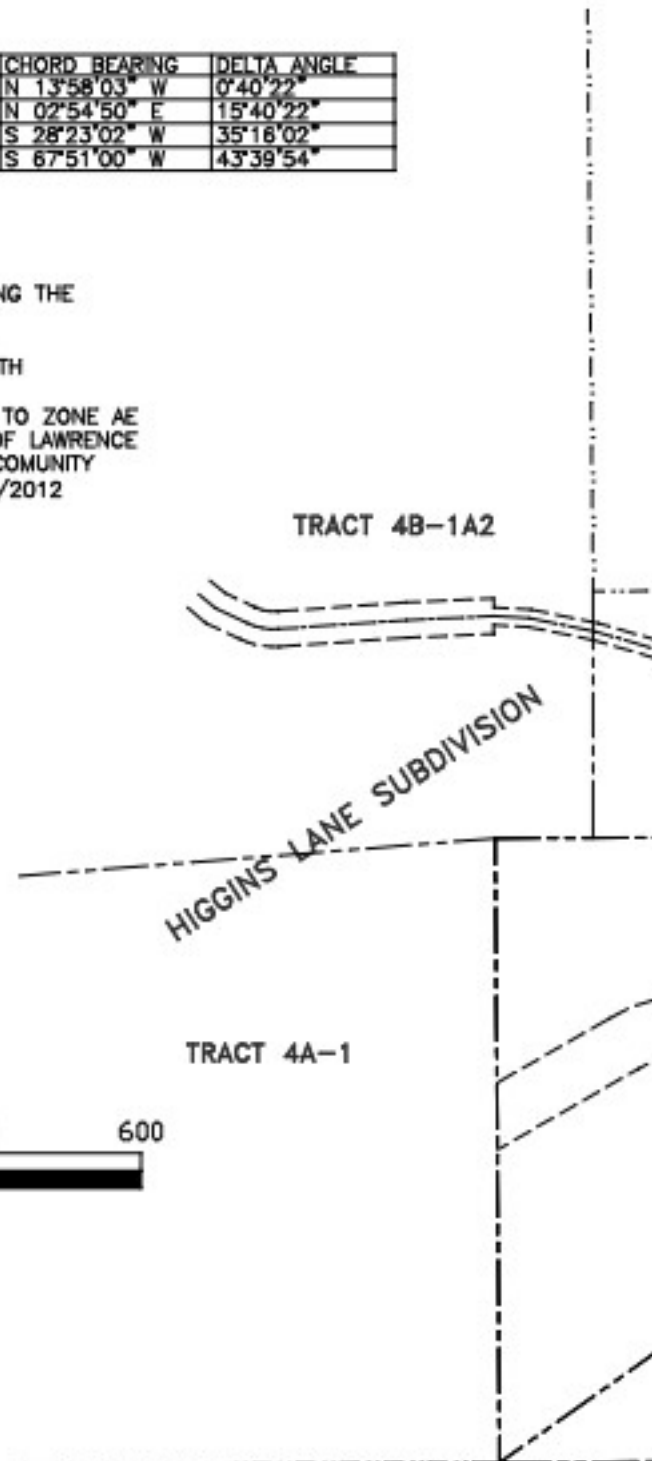 CHORD BEARING DELTA ANGLE
N 13°58'03" W 0°40'22"
N 02°54'50" E 15°40'22"
S 28°23'02" W 35°16'02"
S 67°51'00" W 43°39'54"
NG THE
TH
TO ZONE AE
OF LAWRENCE
COMUNITY
/2012
TRACT 4B-1A2
HIGGINS LANE SUBDIVISION
TRACT 4A-1
600